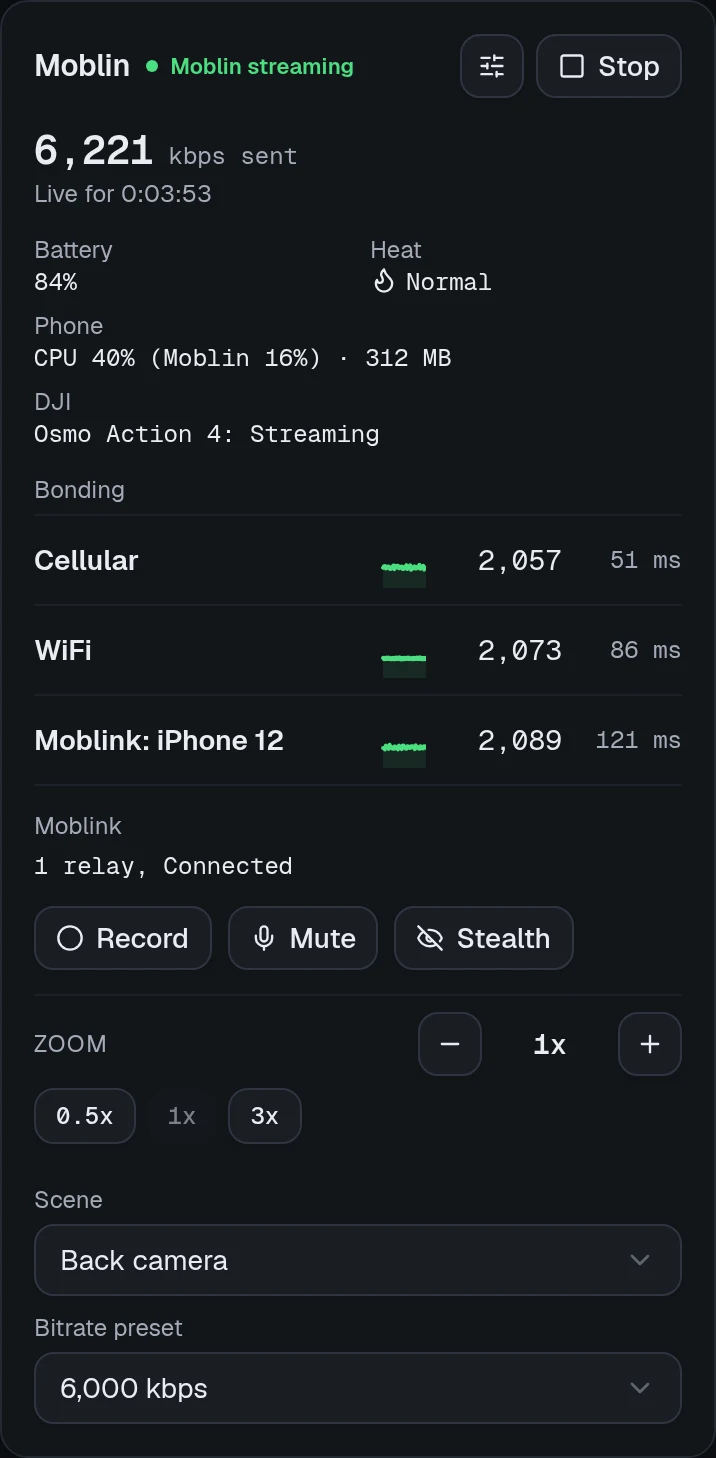 Moblin Moblin streaming Stop
6,221 kbps sent
Live for 0:03:53
Battery Heat
84% Normal
Phone
CPU 40% (Moblin 16%) · 312 MB
DJI
Osmo Action 4: Streaming
Bonding
Cellular 2,057 51 ms
WiFi 2,073 86 ms
Moblink: iPhone 12 2,089 121 ms
Moblink
1 relay, Connected
Record Mute Stealth
ZOOM − 1x +
0.5x 1x 3x
Scene
Back camera
Bitrate preset
6,000 kbps